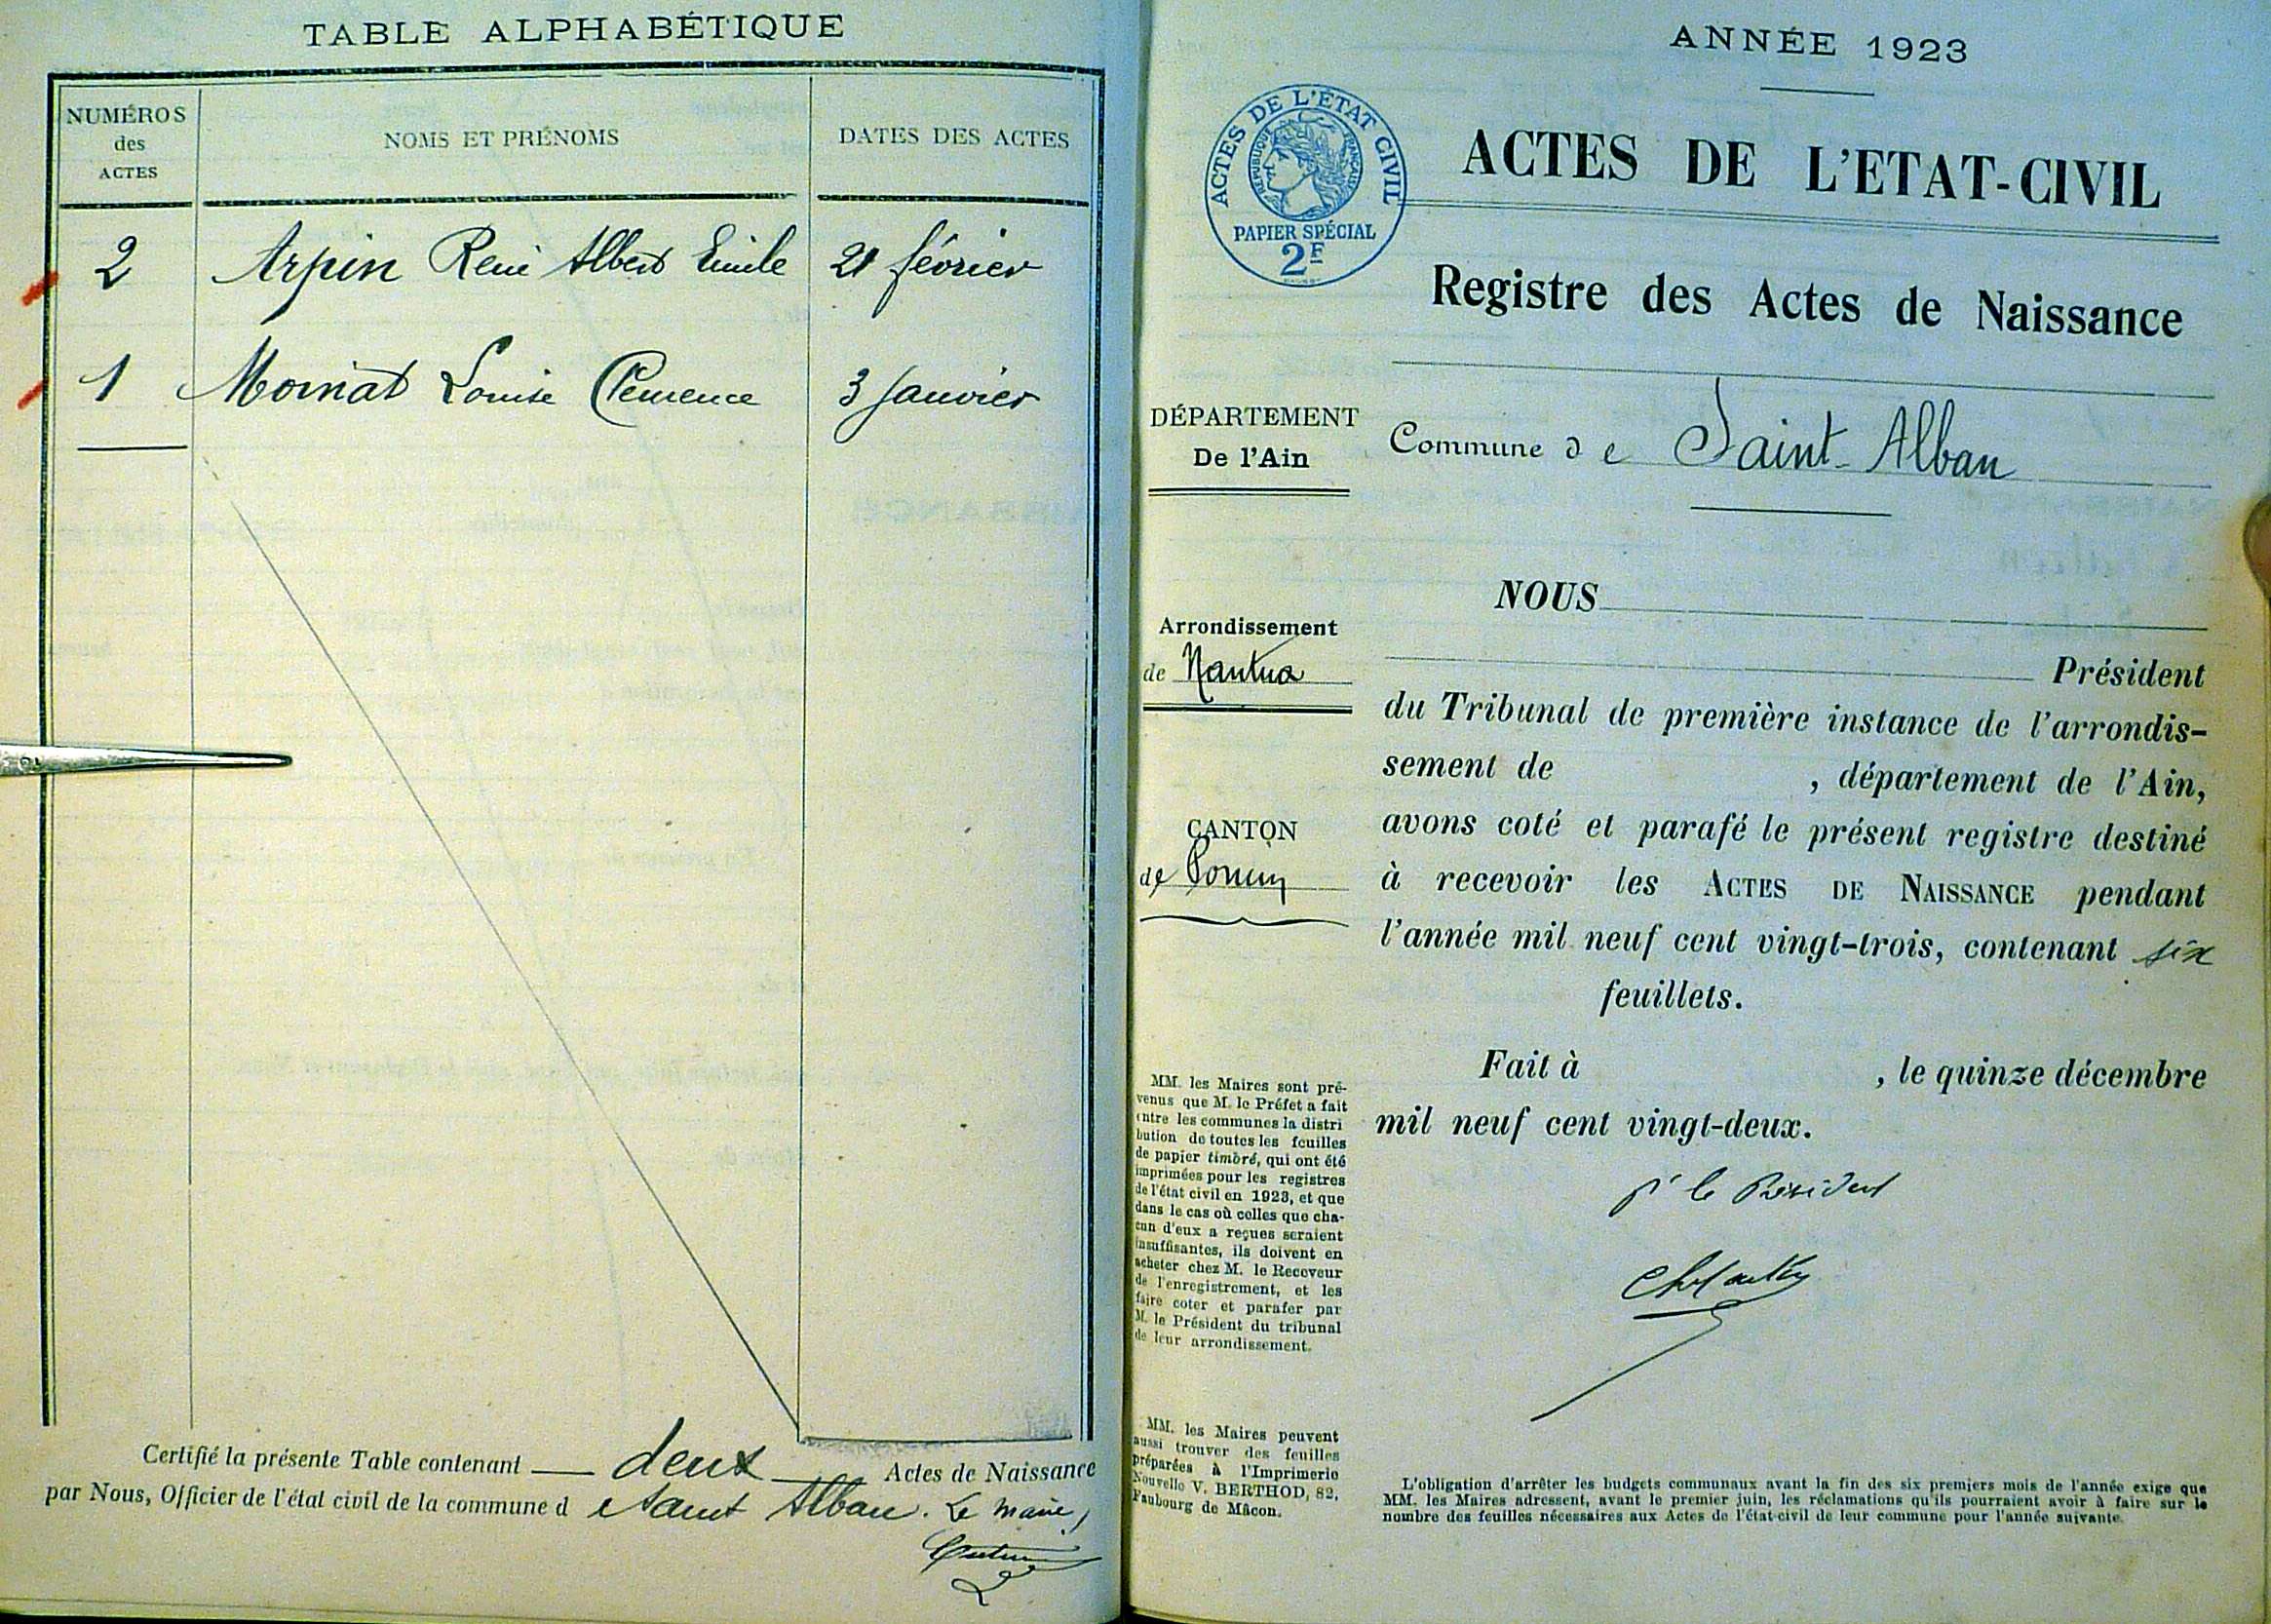 TABLE ALPHABÉTIQUE
NUMÉROS
des
ACTES
NOMS ET PRÉNOMS
DATES DES ACTES
2 Arpin René Albert Emile 21 février
1 Mornat Louise Clémence 3 Janvier
Certifié la présente Table contenant deux Actes de Naissance
par Nous, Officier de l'état civil de la commune d e Saint Alban. Le Maire,
ANNÉE 1923
ACTES DE L'ÉTAT CIVIL
RÉPUBLIQUE FRANÇAISE
PAPIER SPÉCIAL
2F
ACTES DE L'ETAT-CIVIL
Registre des Actes de Naissance
DÉPARTEMENT
De l'Ain
Commune de Saint-Alban
Arrondissement
de Nantua
CANTON
de Poncin
MM. les Maires sont pré-
venus que M. le Préfet a fait
entre les communes la distri
bution de toutes les feuilles
de papier timbré, qui ont été
imprimées pour les registres
de l'état civil en 1923, et que
dans le cas où celles que cha-
cun d'eux a reçues seraient
insuffisantes, ils doivent en
acheter chez M. le Receveur
de l'enregistrement, et les
faire coter et parafer par
M. le Président du tribunal
de leur arrondissement.
MM. les Maires peuvent
aussi trouver des feuilles
préparées à l'Imprimerie
Nouvelle V. BERTHOD, 82,
Faubourg de Mâcon.
NOUS
Président
du Tribunal de première instance de l'arrondis-
sement de , département de l'Ain,
avons coté et parafé le présent registre destiné
à recevoir les ACTES DE NAISSANCE pendant
l'année mil neuf cent vingt-trois, contenant six
feuillets.
Fait à , le quinze décembre
mil neuf cent vingt-deux.
pr le Président
L'obligation d'arrêter les budgets communaux avant la fin des six premiers mois de l'année exige que
MM. les Maires adressent, avant le premier juin, les réclamations qu'ils pourraient avoir à faire sur le
nombre des feuilles nécessaires aux Actes de l'état-civil de leur commune pour l'année suivante.